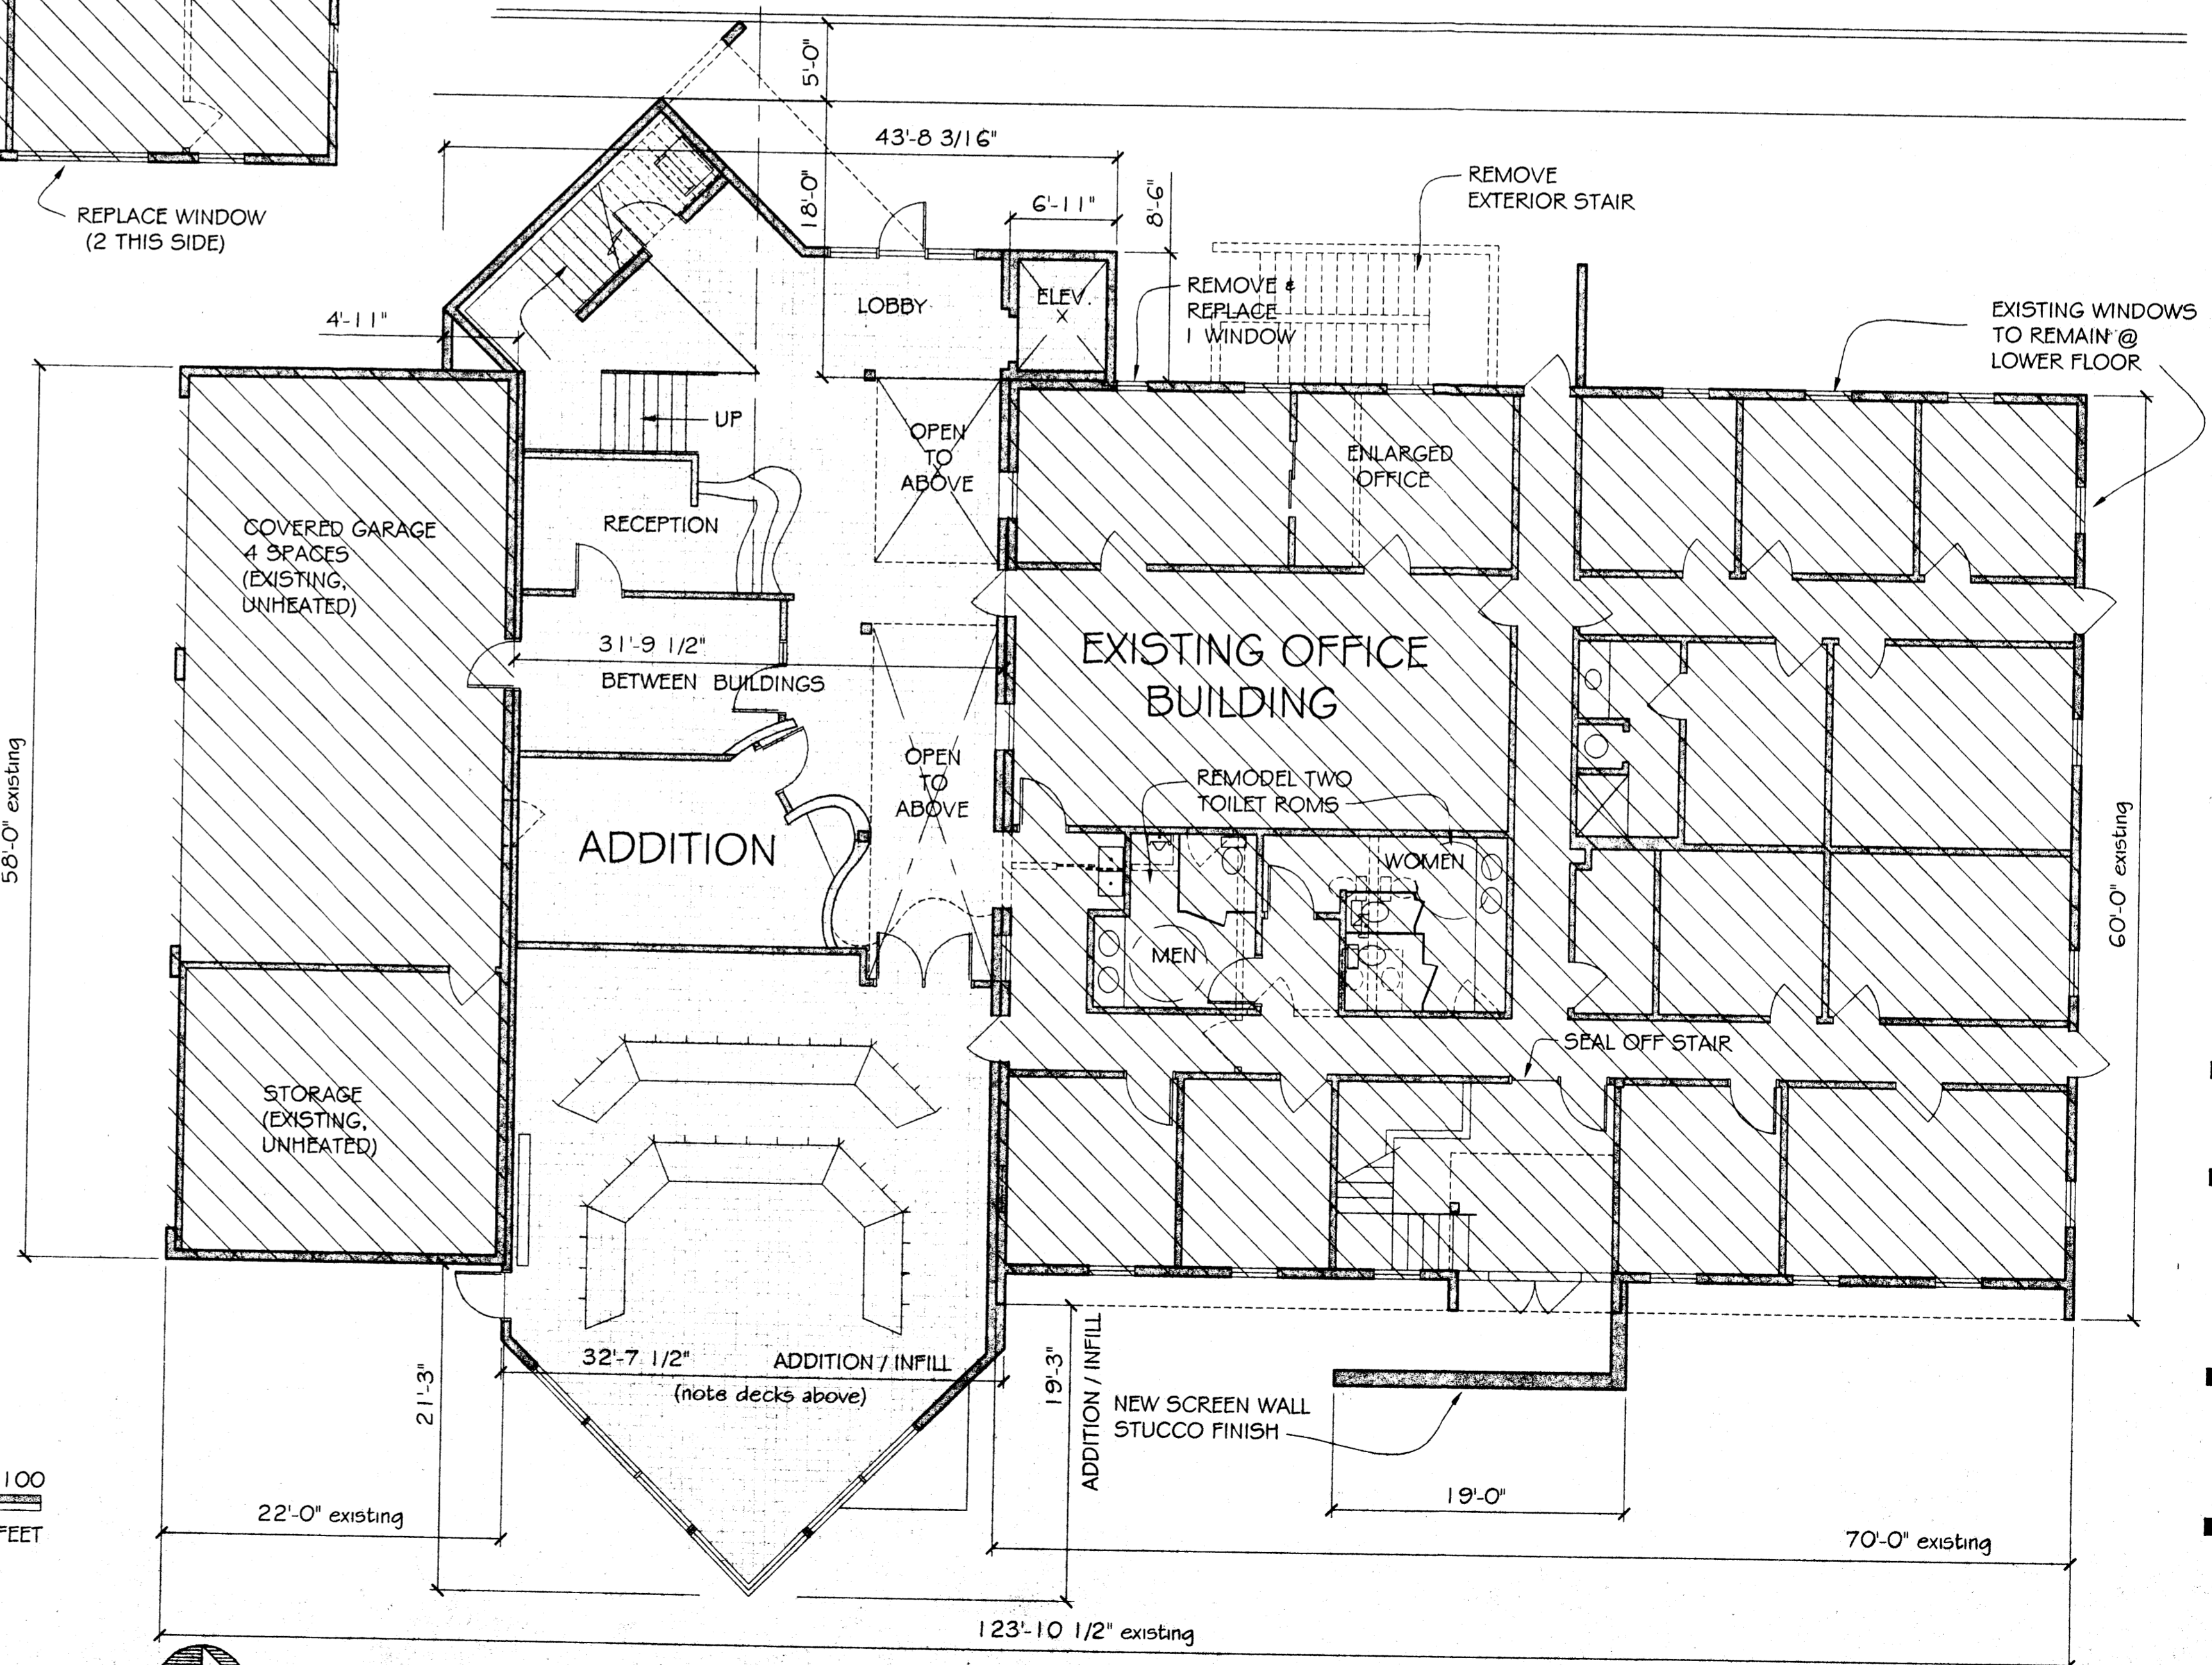 5'-0"
43'-8 3/16"
18'-0"
6'-11"
8'-6"
REMOVE
EXTERIOR STAIR
REPLACE WINDOW
(2 THIS SIDE)
LOBBY
ELEV.
X
REMOVE &
REPLACE
1 WINDOW
EXISTING WINDOWS
TO REMAIN @
LOWER FLOOR
4'-11"
UP
OPEN
TO
ABOVE
ENLARGED
OFFICE
COVERED GARAGE
4 SPACES
(EXISTING,
UNHEATED)
RECEPTION
31'-9 1/2"
BETWEEN BUILDINGS
EXISTING OFFICE
BUILDING
OPEN
TO
ABOVE
REMODEL TWO
TOILET ROMS
58'-0" existing
ADDITION
WOMEN
60'-0" existing
MEN
SEAL OFF STAIR
STORAGE
(EXISTING,
UNHEATED)
32'-7 1/2"
ADDITION / INFILL
(note decks above)
21'-3"
19'-3"
ADDITION / INFILL
NEW SCREEN WALL
STUCCO FINISH
100
FEET
22'-0" existing
19'-0"
70'-0" existing
123'-10 1/2" existing